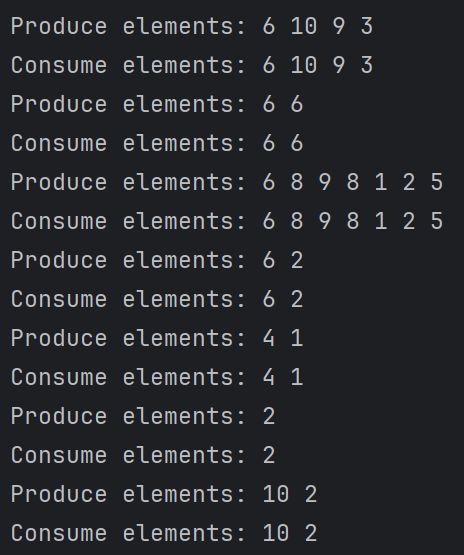 Produce elements: 6 10 9 3
Consume elements: 6 10 9 3
Produce elements: 6 6
Consume elements: 6 6
Produce elements: 6 8 9 8 1 2 5
Consume elements: 6 8 9 8 1 2 5
Produce elements: 6 2
Consume elements: 6 2
Produce elements: 4 1
Consume elements: 4 1
Produce elements: 2
Consume elements: 2
Produce elements: 10 2
Consume elements: 10 2